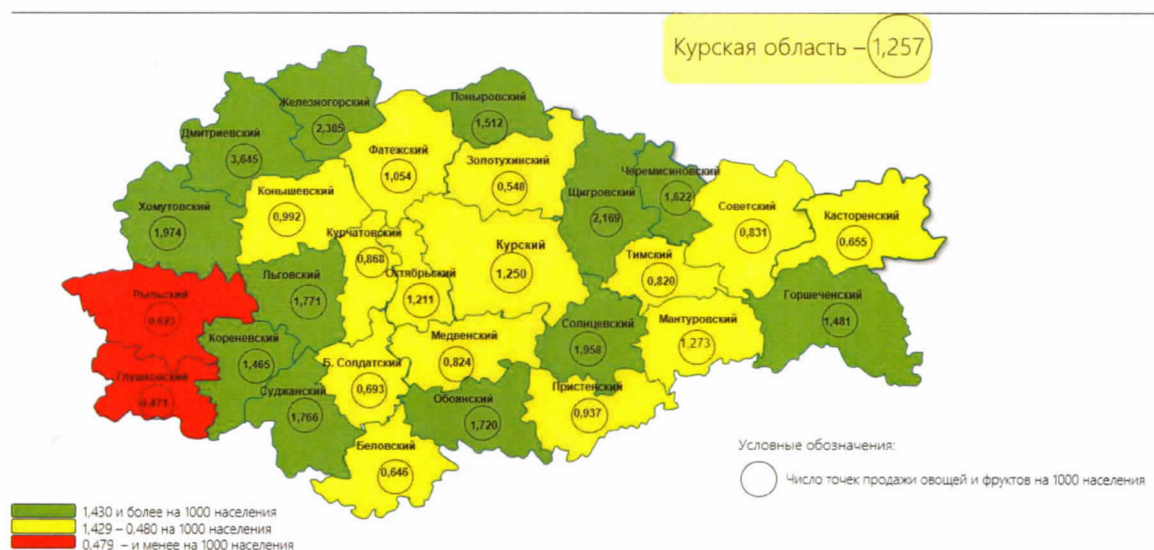 Курская область – 1,257
Железногорский
2,385
Поныровский
1,512
Дмитриевский
3,645
Фатежский
1,054
Золотухинский
0,548
Черемисиновский
1,622
Щигровский
2,169
Конышевский
0,992
Хомутовский
1,974
Советский
0,831
Касторенский
0,655
Курчатовский
0,868
Курский
1,250
Тимский
0,820
Октябрьский
1,211
Льговский
1,771
Рыльский
Горшеченский
1,481
Солнцевский
1,958
Мантуровский
1,273
Медвенский
0,824
Кореневский
1,465
Б. Солдатский
0,693
Глушковский
0,471
Суджанский
1,766
Обоянский
1,720
Пристенский
0,937
Беловский
0,646
Условные обозначения:
Число точек продажи овощей и фруктов на 1000 населения
1,430 и более на 1000 населения
1,429 – 0,480 на 1000 населения
0,479 – и менее на 1000 населения